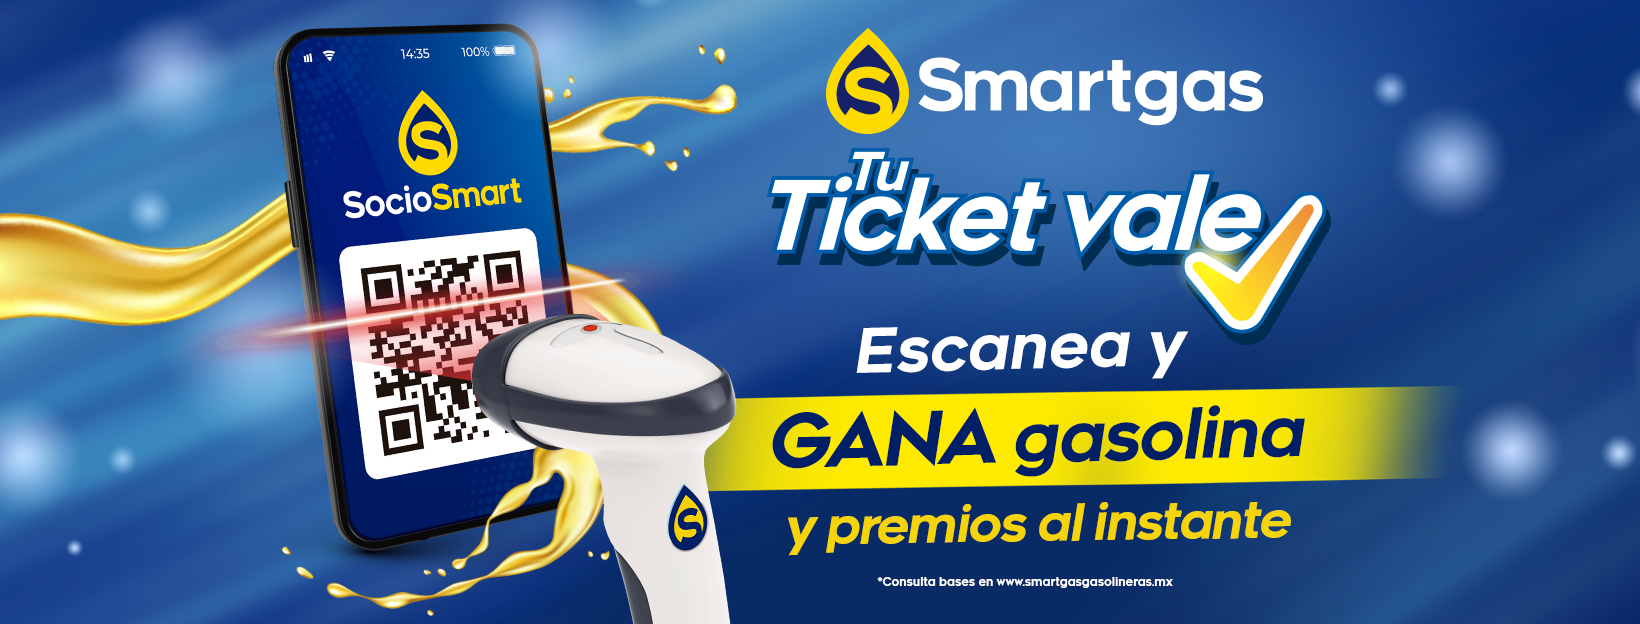 14:35
100%
SocioSmart
Smartgas
Tu
Ticket vale
Escanea y
GANA gasolina
y premios al instante
*Consulta bases en www.smartgasgasolineras.mx